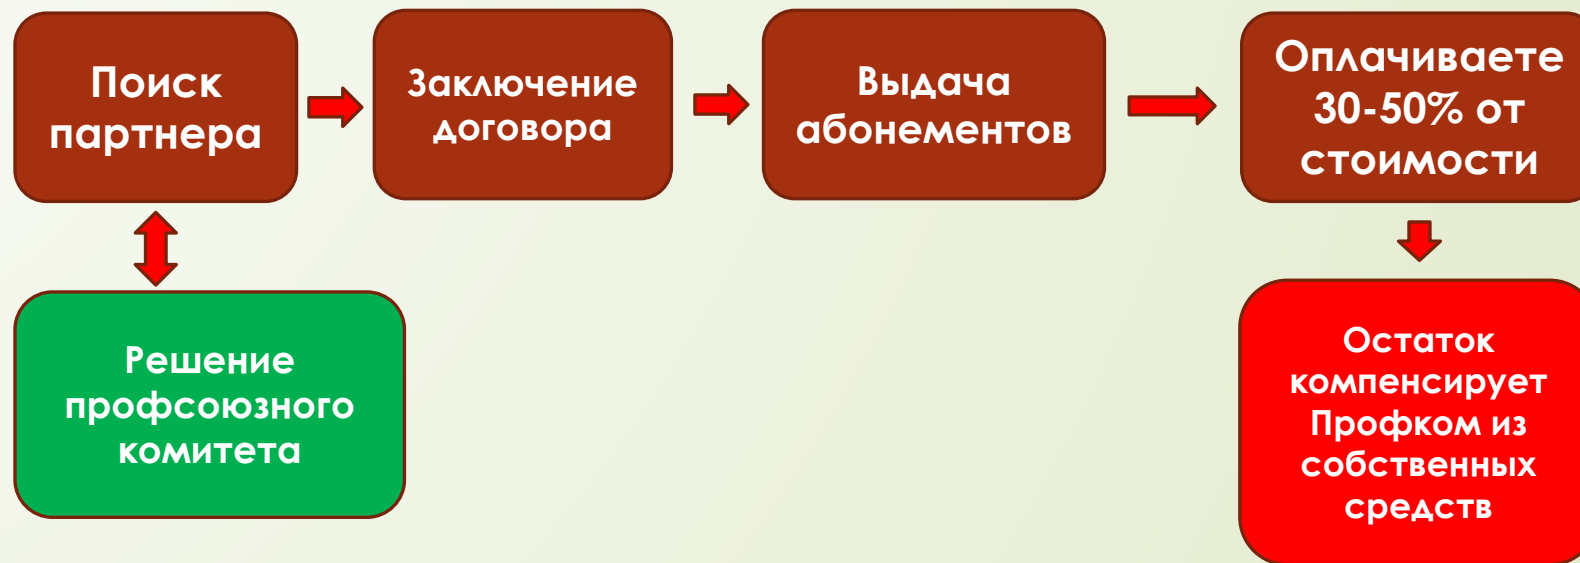 Поиск
партнера
Заключение
договора
Выдача
абонементов
Оплачиваете
30-50% от
стоимости
Решение
профсоюзного
комитета
Остаток
компенсирует
Профком из
собственных
средств